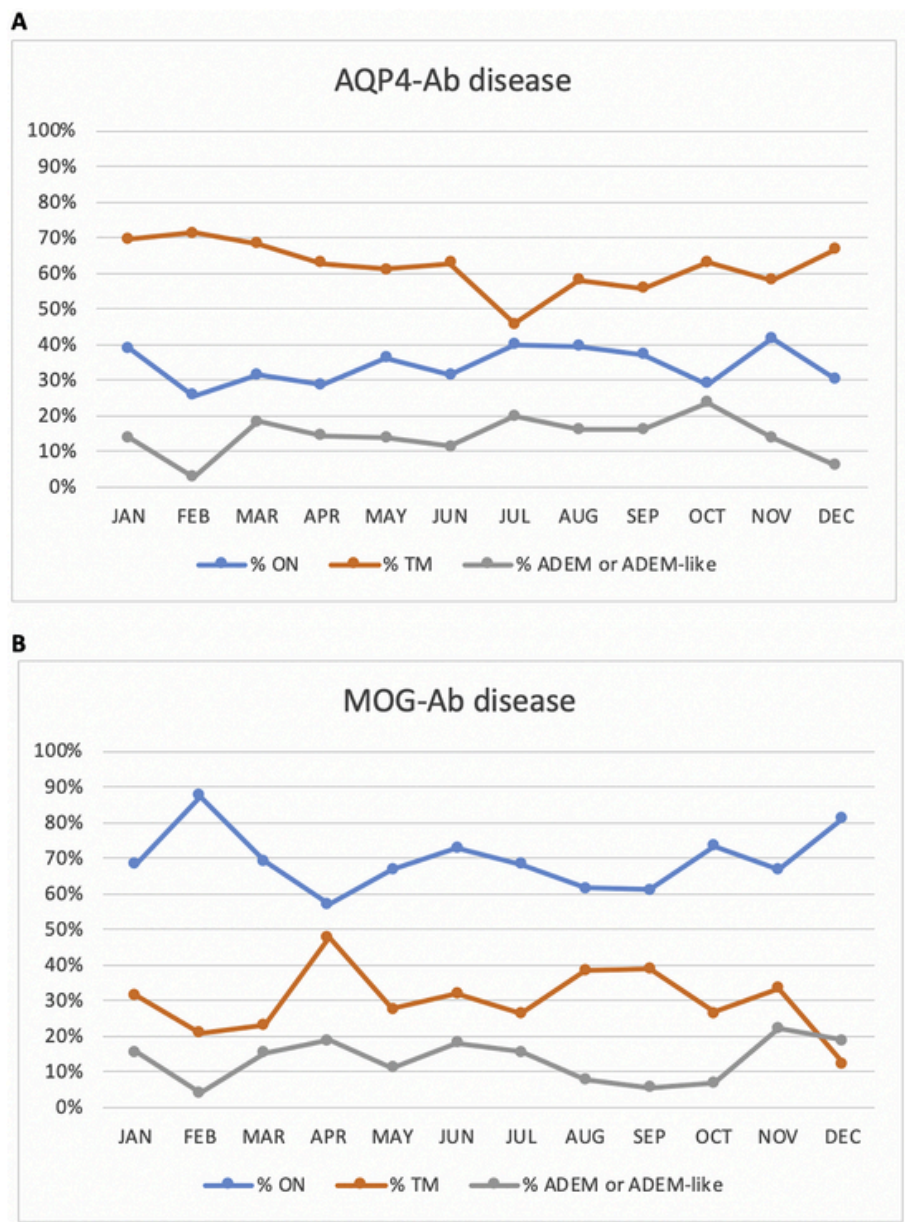 A
AQP4-Ab disease
100%
90%
80%
70%
60%
50%
40%
30%
20%
10%
0%
JAN FEB MAR APR MAY JUN JUL AUG SEP OCT NOV DEC
% ON % TM % ADEM or ADEM-like
B
MOG-Ab disease
100%
90%
80%
70%
60%
50%
40%
30%
20%
10%
0%
JAN FEB MAR APR MAY JUN JUL AUG SEP OCT NOV DEC
% ON % TM % ADEM or ADEM-like